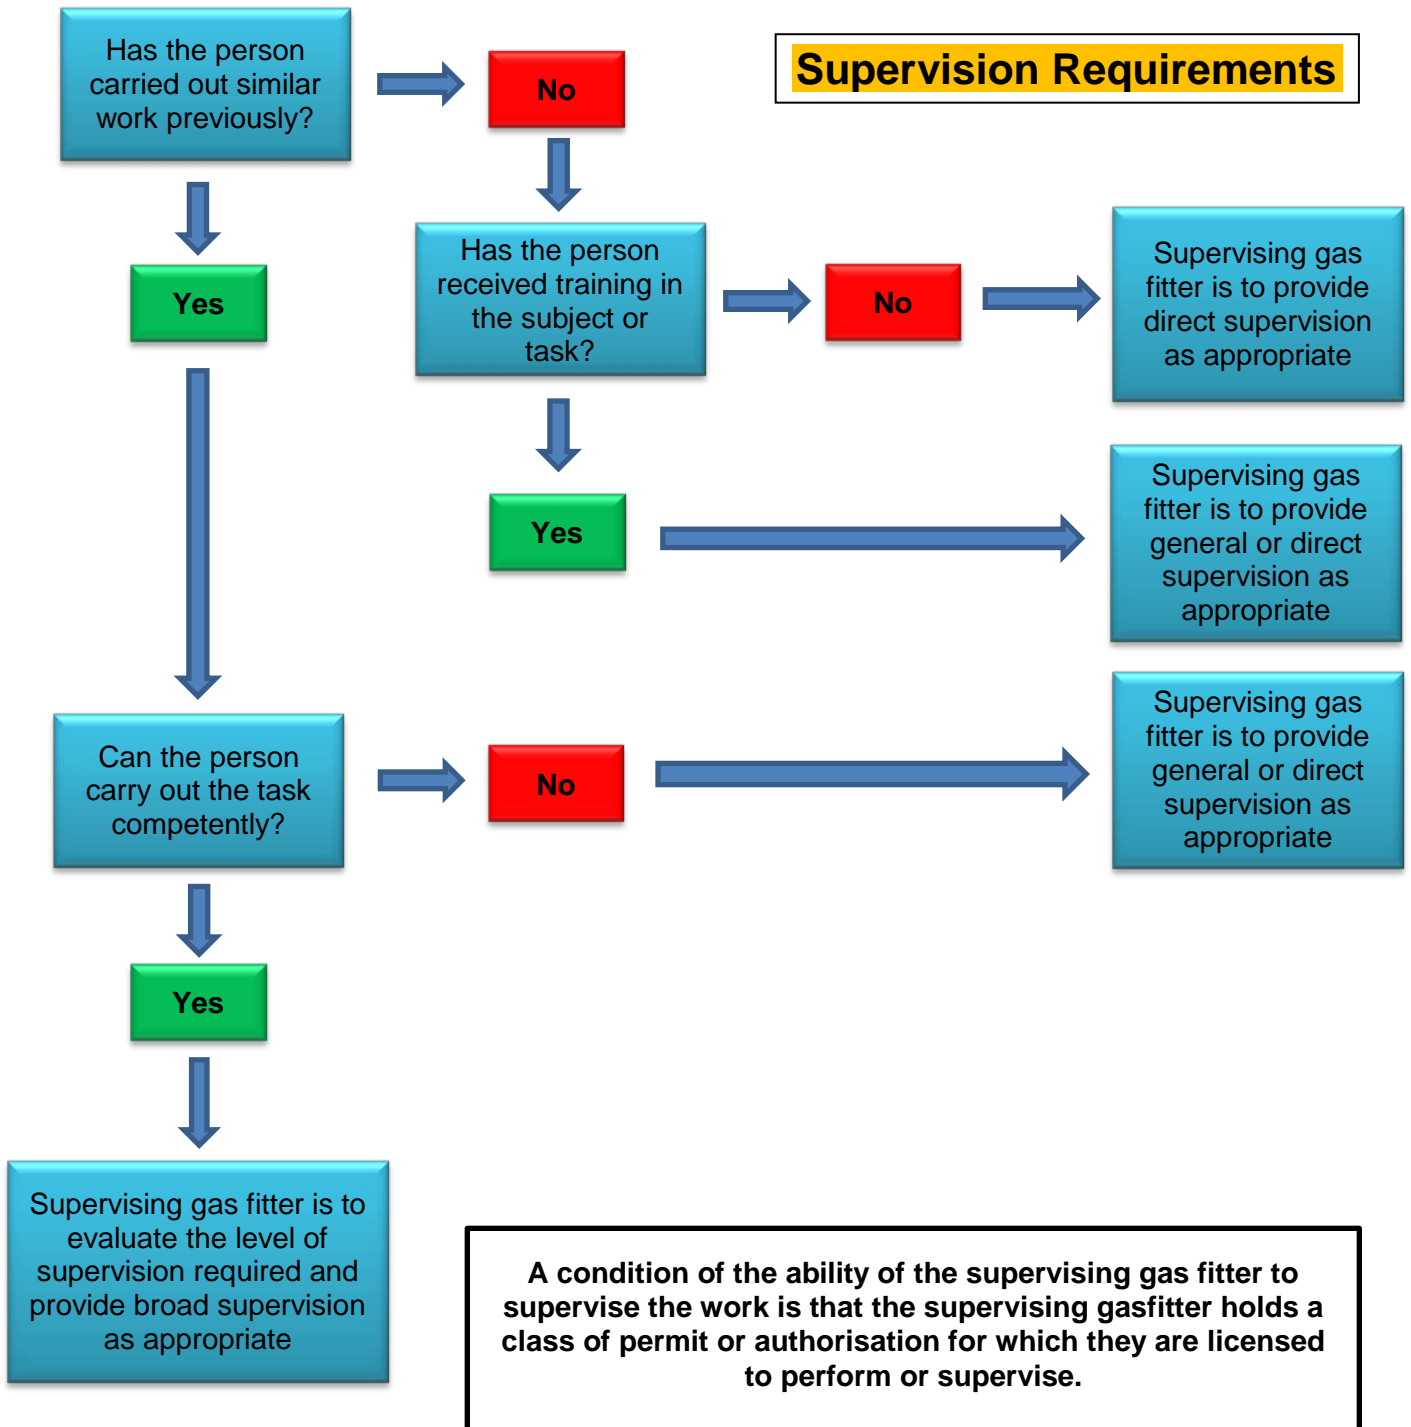 Supervision Requirements
Has the person
carried out similar
work previously?
No
Yes
Has the person
received training in
the subject or
task?
No
Supervising gas
fitter is to provide
direct supervision
as appropriate
Yes
Supervising gas
fitter is to provide
general or direct
supervision as
appropriate
Can the person
carry out the task
competently?
No
Supervising gas
fitter is to provide
general or direct
supervision as
appropriate
Yes
Supervising gas fitter is to
evaluate the level of
supervision required and
provide broad supervision
as appropriate
A condition of the ability of the supervising gas fitter to
supervise the work is that the supervising gasfitter holds a
class of permit or authorisation for which they are licensed
to perform or supervise.